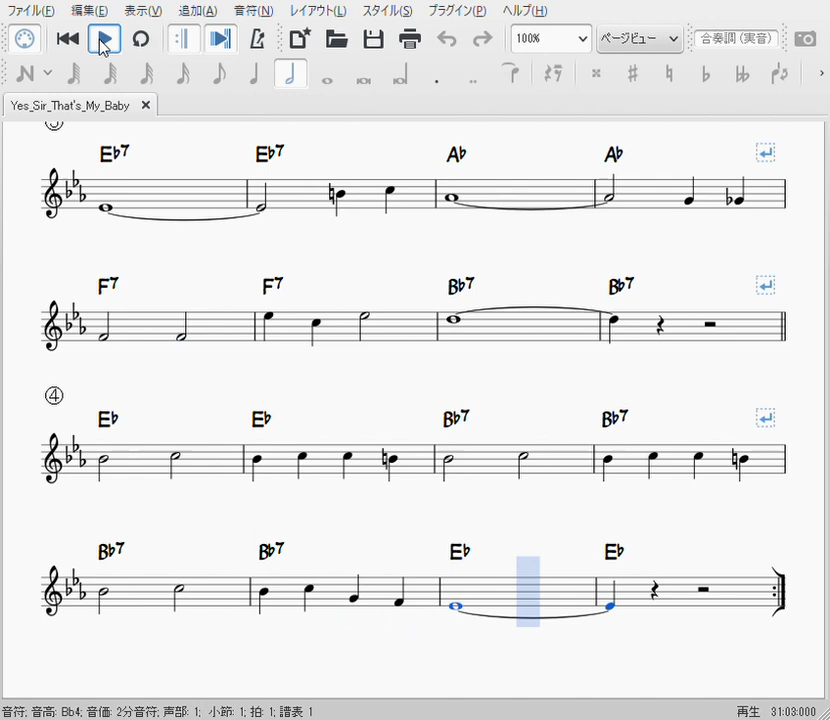 ファイル(F) 編集(E) 表示(V) 追加(A) 音符(N) レイアウト(L) スタイル(S) プラグイン(P) ヘルプ(H)
100% ページビュー 合奏調 (実音)
N
Yes_Sir_That's_My_Baby
E♭7 E♭7 A♭ A♭
F7 F7 B♭7 B♭7
④
E♭ E♭ B♭7 B♭7
B♭7 B♭7 E♭ E♭
音符; 音高: Bb4; 音価: 2分音符; 声部: 1; 小節: 1; 拍: 1; 譜表 1 再生 31:03:000